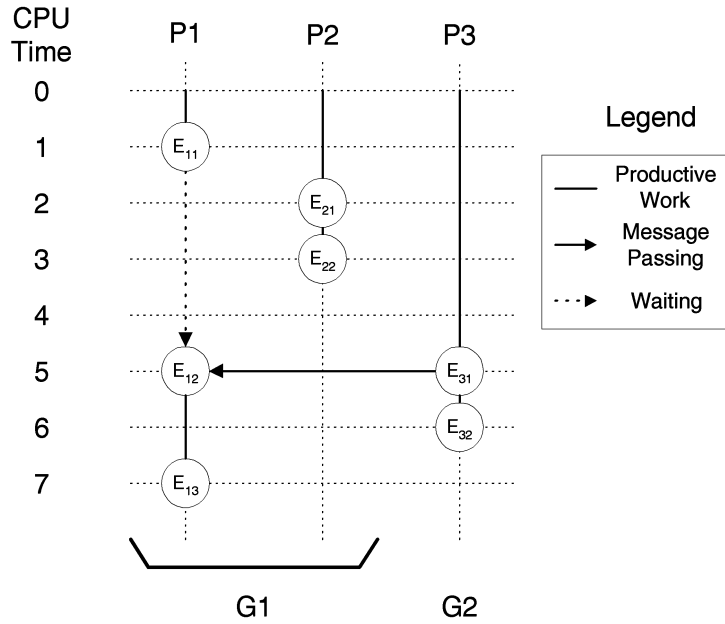 CPU
Time
P1
P2
P3
0
1
2
3
4
5
6
7
E11
E21
E22
E12
E31
E32
E13
G1
G2
Legend
Productive
Work
Message
Passing
Waiting